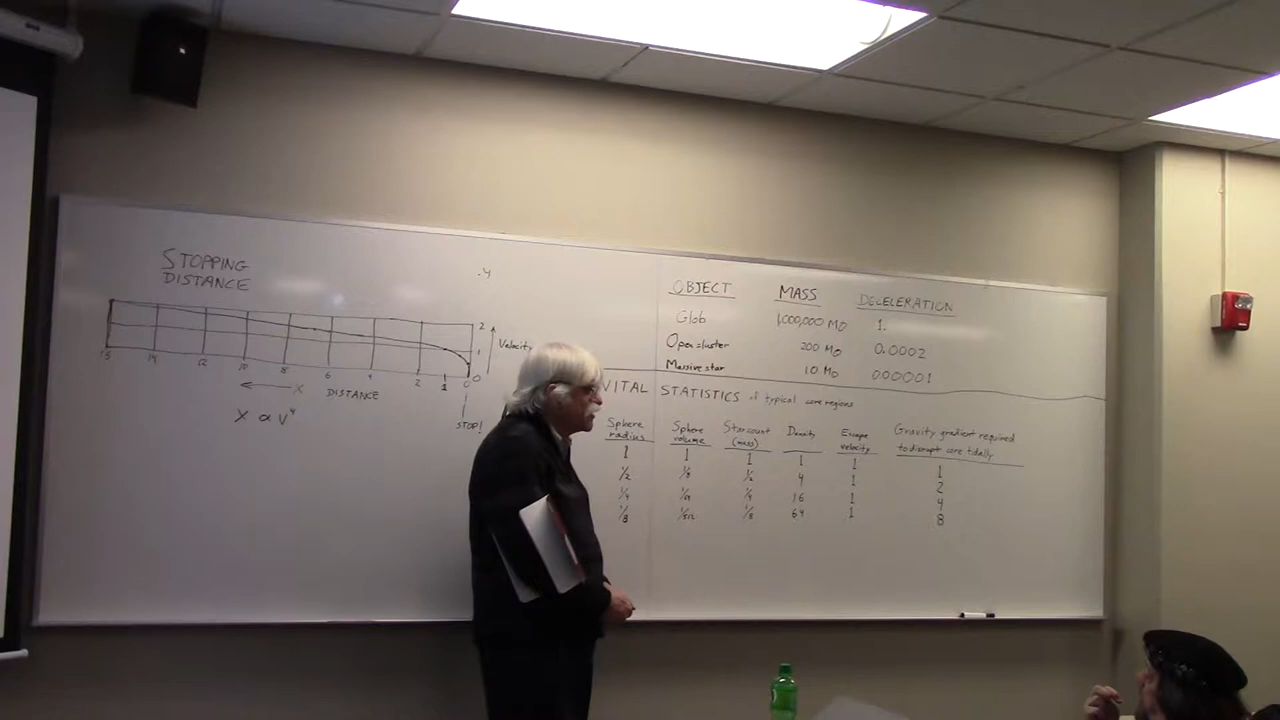 STOPPING
DISTANCE
.4
2
Velocity
1
0
15 14 12 10 8 6 4 2 1 0
X DISTANCE
X ∝ V⁴
STOP!
OBJECT MASS DECELERATION
Glob 1,000,000 M⊙ 1.
Open cluster 200 M⊙ 0.0002
Massive star 10 M⊙ 0.00001
VITAL STATISTICS of typical core regions
Sphere radius Sphere volume Starcount (mass) Density Escape velocity Gravity gradient required to disrupt core tidally
1 1 1 1 1 1
1/2 1/8 1/2 4 1 2
1/4 1/64 1/4 16 1 4
1/8 1/512 1/8 64 1 8